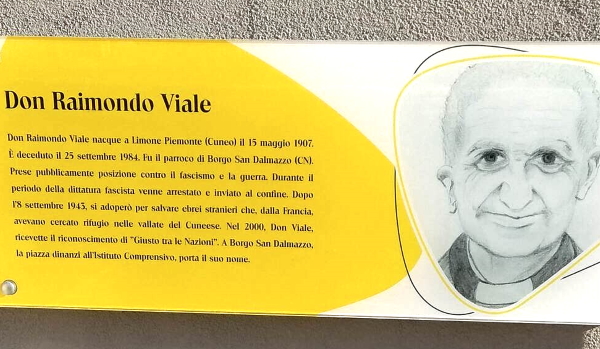 Don Raimondo Viale
Don Raimondo Viale nacque a Limone Piemonte (Cuneo) il 15 maggio 1907.
È deceduto il 25 settembre 1984. Fu il parroco di Borgo San Dalmazzo (CN).
Prese pubblicamente posizione contro il fascismo e la guerra. Durante il
periodo della dittatura fascista venne arrestato e inviato al confine. Dopo
l'8 settembre 1943, si adoperò per salvare ebrei stranieri che, dalla Francia,
avevano cercato rifugio nelle vallate del Cuneese. Nel 2000, Don Viale,
ricevette il riconoscimento di "Giusto tra le Nazioni". A Borgo San Dalmazzo,
la piazza dinanzi all'Istituto Comprensivo, porta il suo nome.